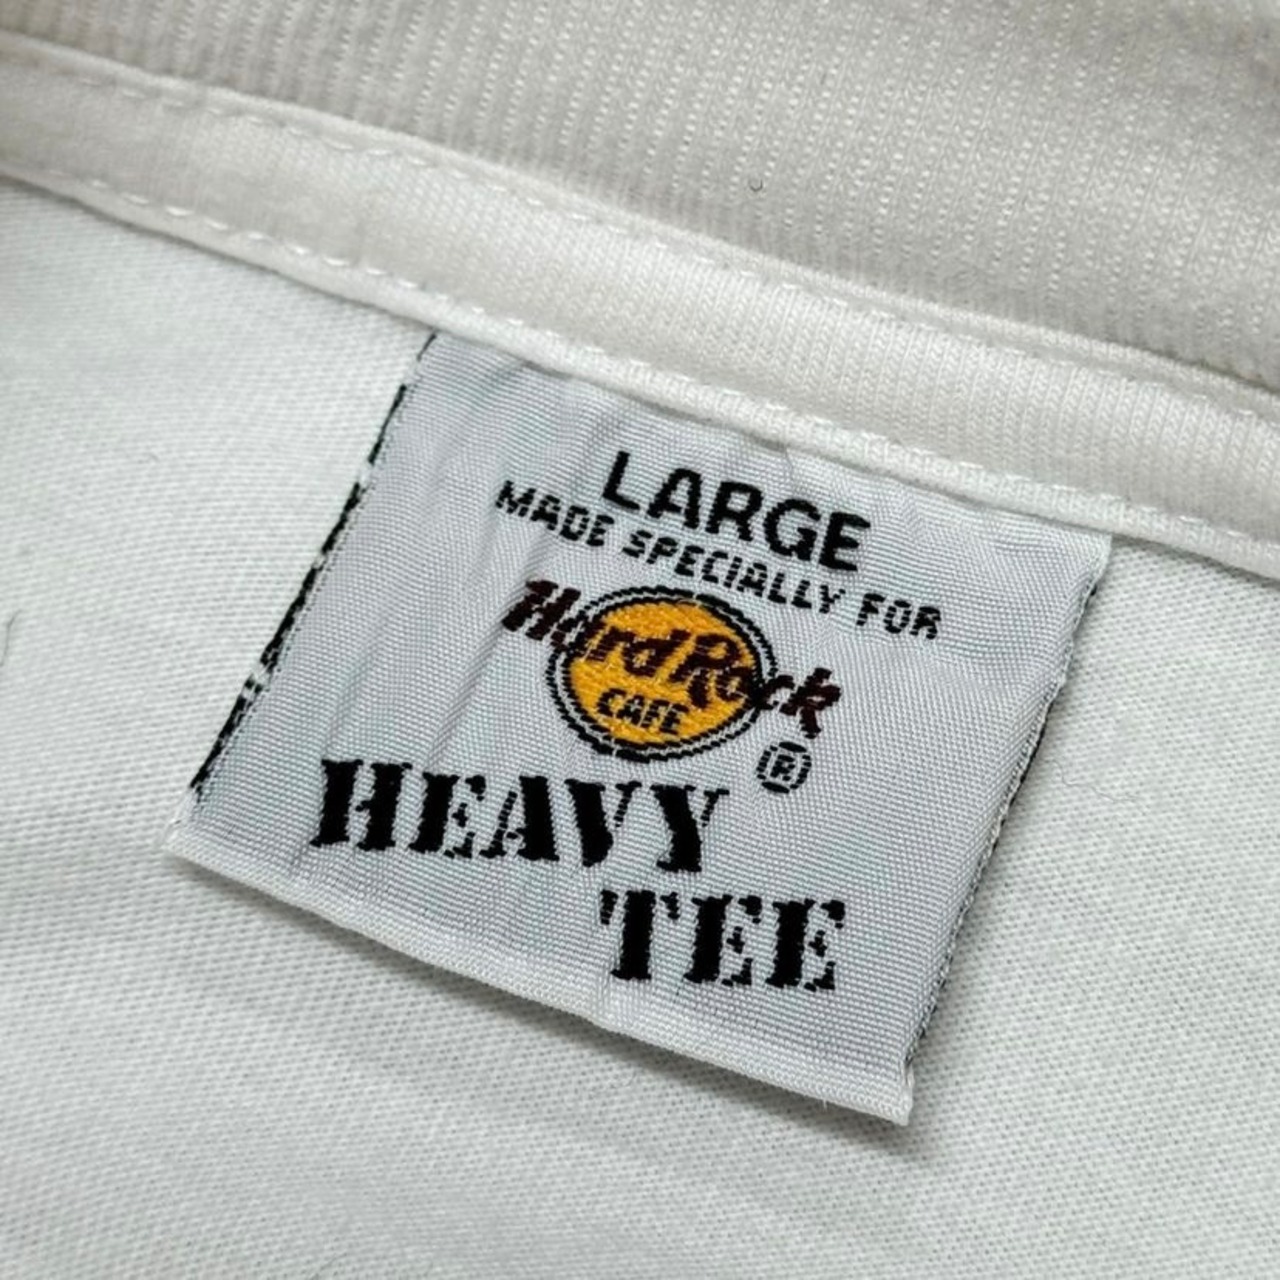 LARGE
MADE SPECIALLY FOR
Hard Rock
CAFE
®
HEAVY
TEE